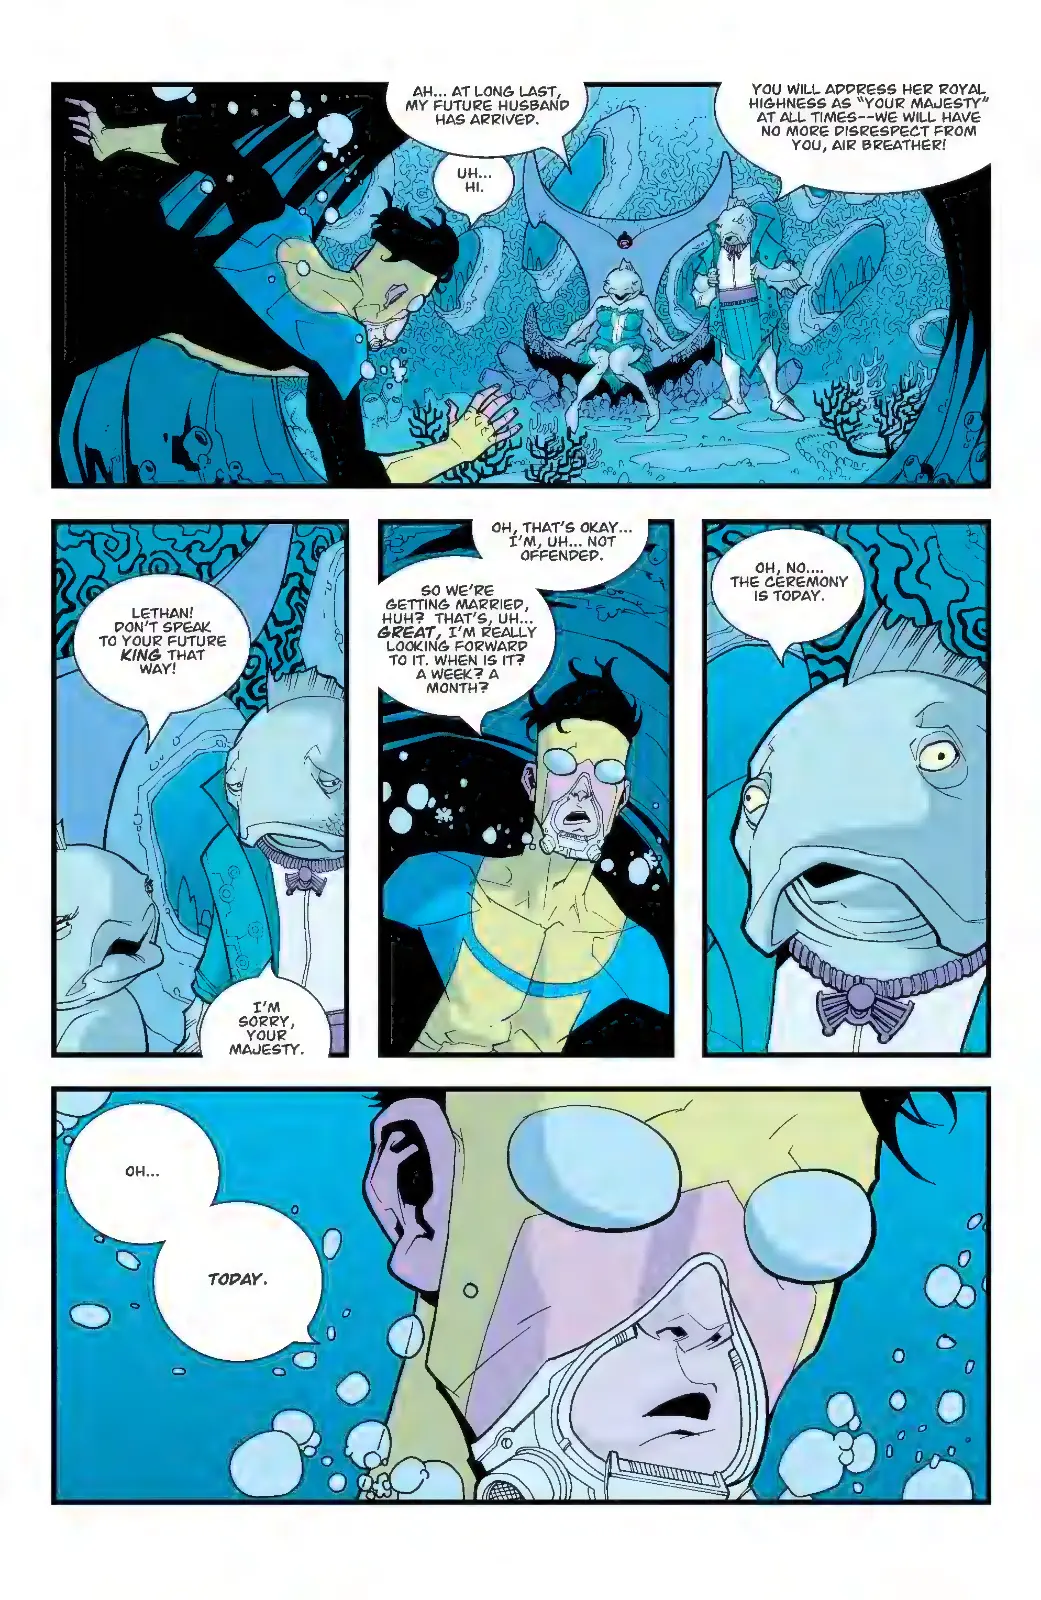 AH... AT LONG LAST,
MY FUTURE HUSBAND
HAS ARRIVED.
UH...
HI.
YOU WILL ADDRESS HER ROYAL
HIGHNESS AS "YOUR MAJESTY"
AT ALL TIMES--WE WILL HAVE
NO MORE DISRESPECT FROM
YOU, AIR BREATHER!
LETHAN!
DON'T SPEAK
TO YOUR FUTURE
KING THAT
WAY!
I'M
SORRY,
YOUR
MAJESTY.
OH, THAT'S OKAY...
I'M, UH... NOT
OFFENDED.
SO WE'RE
GETTING MARRIED,
HUH? THAT'S, UH...
GREAT, I'M REALLY
LOOKING FORWARD
TO IT. WHEN IS IT?
A WEEK? A
MONTH?
OH, NO....
THE CEREMONY
IS TODAY.
OH...
TODAY.